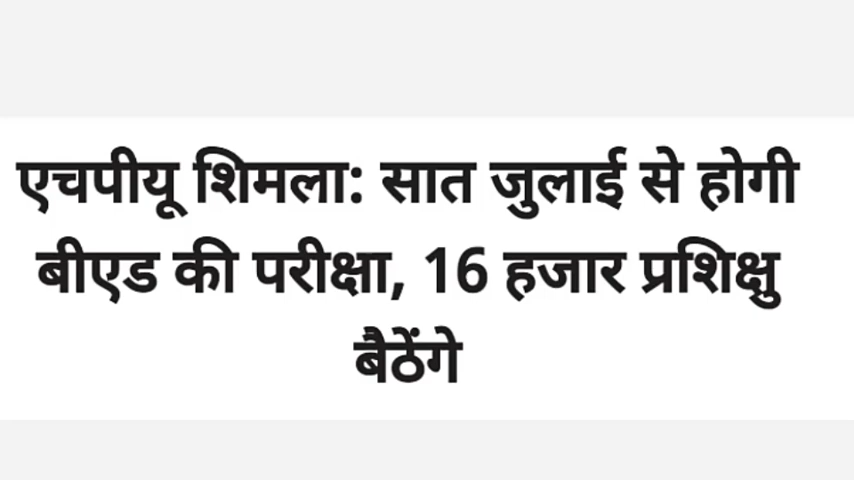 एचपीयू शिमला: सात जुलाई से होगी
बीएड की परीक्षा, 16 हजार प्रशिक्षु
बैठेंगे